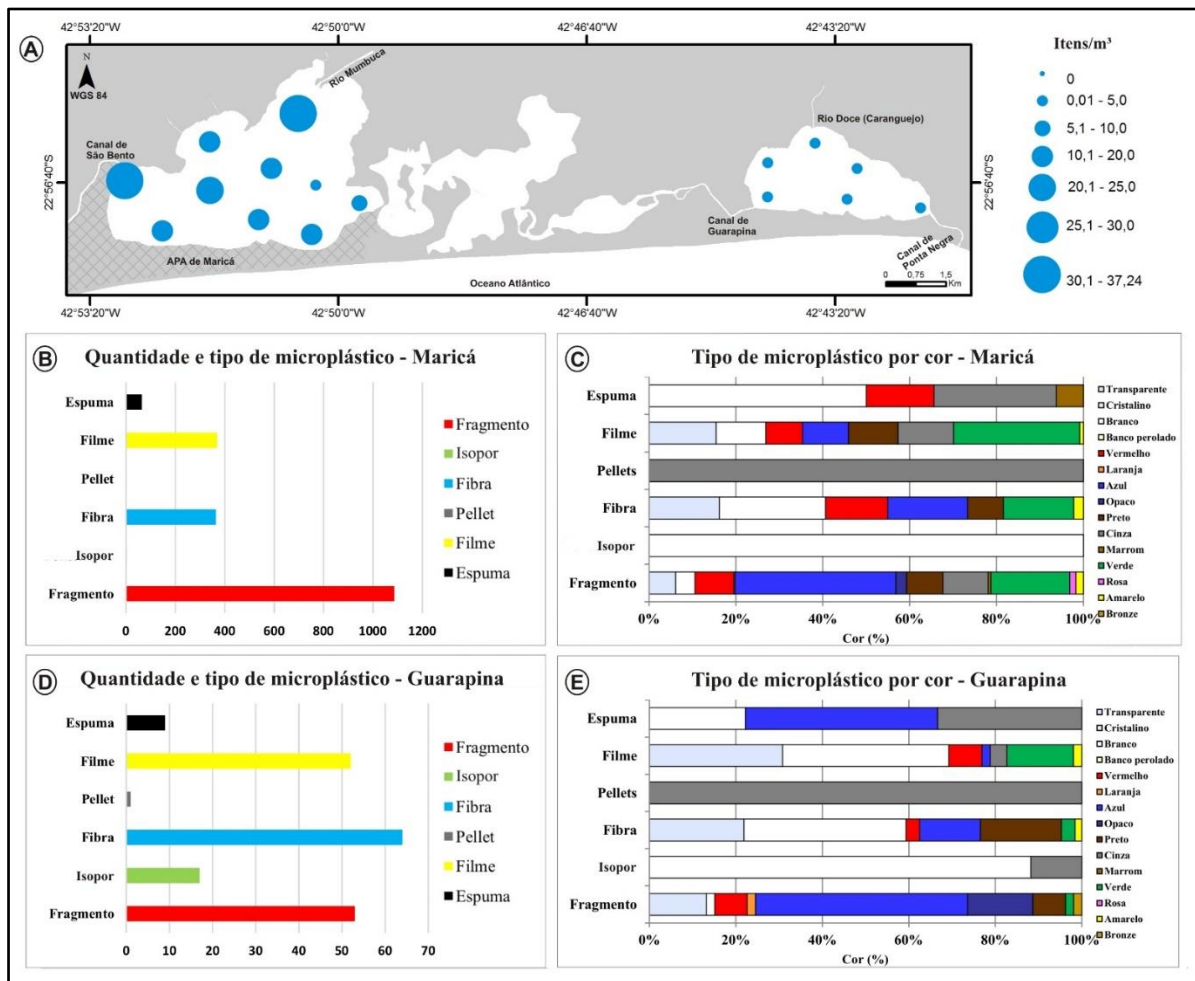 42°53'20"W 42°50'0"W 42°46'40"W 42°43'20"W
A
N
WGS 84
Rio Mumbuca
Canal de
São Bento
22°56'40"S
APA de Maricá
Oceano Atlântico
Rio Doce (Caranguejo)
Canal de
Guarapina
Canal de
Ponta Negra
0 0,75 1,5
Km
22°56'40"S
42°53'20"W 42°50'0"W 42°46'40"W 42°43'20"W
Itens/m³
0
0,01 - 5,0
5,1 - 10,0
10,1 - 20,0
20,1 - 25,0
25,1 - 30,0
30,1 - 37,24
B
Quantidade e tipo de microplástico - Maricá
Espuma
Filme
Pellet
Fibra
Isopor
Fragmento
0 200 400 600 800 1000 1200
Fragmento
Isopor
Fibra
Pellet
Filme
Espuma
C
Tipo de microplástico por cor - Maricá
Espuma
Filme
Pellets
Fibra
Isopor
Fragmento
0% 20% 40% 60% 80% 100%
Cor (%)
Transparente
Cristalino
Branco
Banco perolado
Vermelho
Laranja
Azul
Opaco
Preto
Cinza
Marrom
Verde
Rosa
Amarelo
Bronze
D
Quantidade e tipo de microplástico - Guarapina
Espuma
Filme
Pellet
Fibra
Isopor
Fragmento
0 10 20 30 40 50 60 70
Fragmento
Isopor
Fibra
Pellet
Filme
Espuma
E
Tipo de microplástico por cor - Guarapina
Espuma
Filme
Pellets
Fibra
Isopor
Fragmento
0% 20% 40% 60% 80% 100%
Cor (%)
Transparente
Cristalino
Branco
Banco perolado
Vermelho
Laranja
Azul
Opaco
Preto
Cinza
Marrom
Verde
Rosa
Amarelo
Bronze